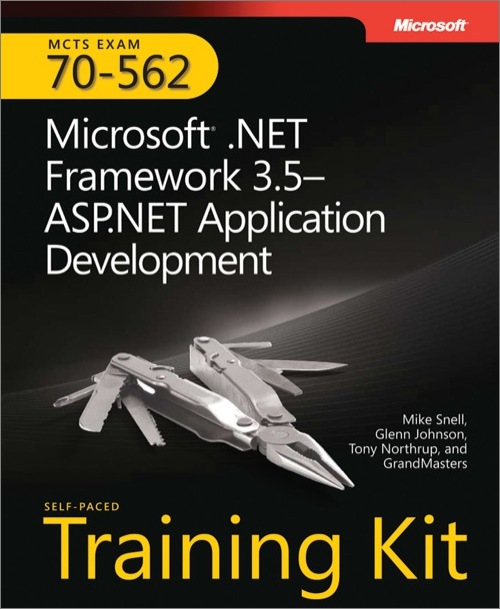 Microsoft®
MCTS EXAM
70-562
Microsoft® .NET
Framework 3.5–
ASP.NET Application
Development
Mike Snell,
Glenn Johnson,
Tony Northrup, and
GrandMasters
SELF-PACED
Training Kit